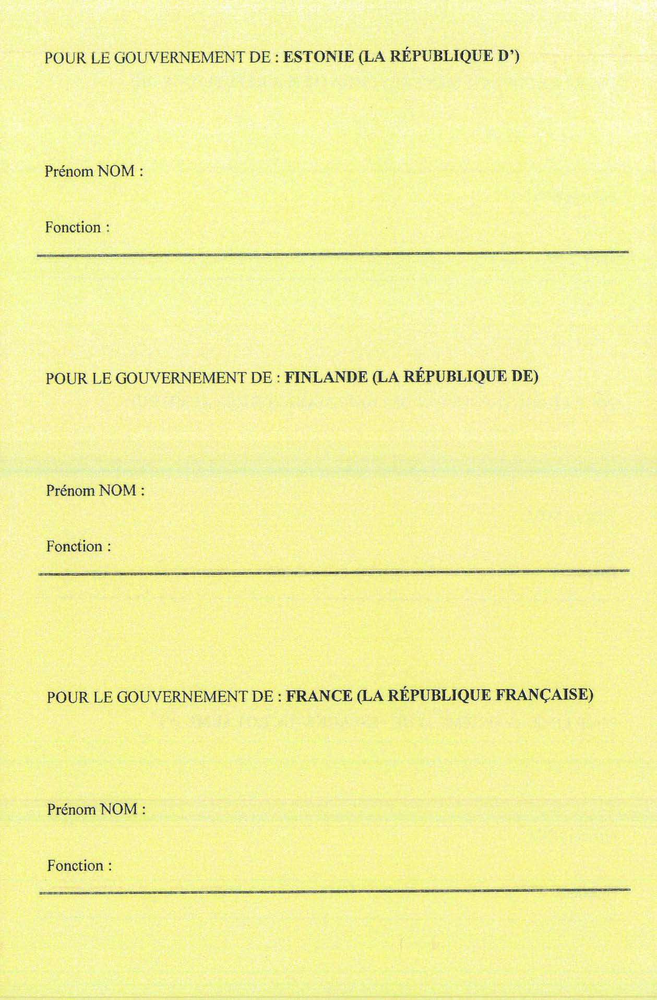 POUR LE GOUVERNEMENT DE : ESTONIE (LA RÉPUBLIQUE D’)
Prénom NOM :
Fonction :
POUR LE GOUVERNEMENT DE : FINLANDE (LA RÉPUBLIQUE DE)
Prénom NOM :
Fonction :
POUR LE GOUVERNEMENT DE : FRANCE (LA RÉPUBLIQUE FRANÇAISE)
Prénom NOM :
Fonction :